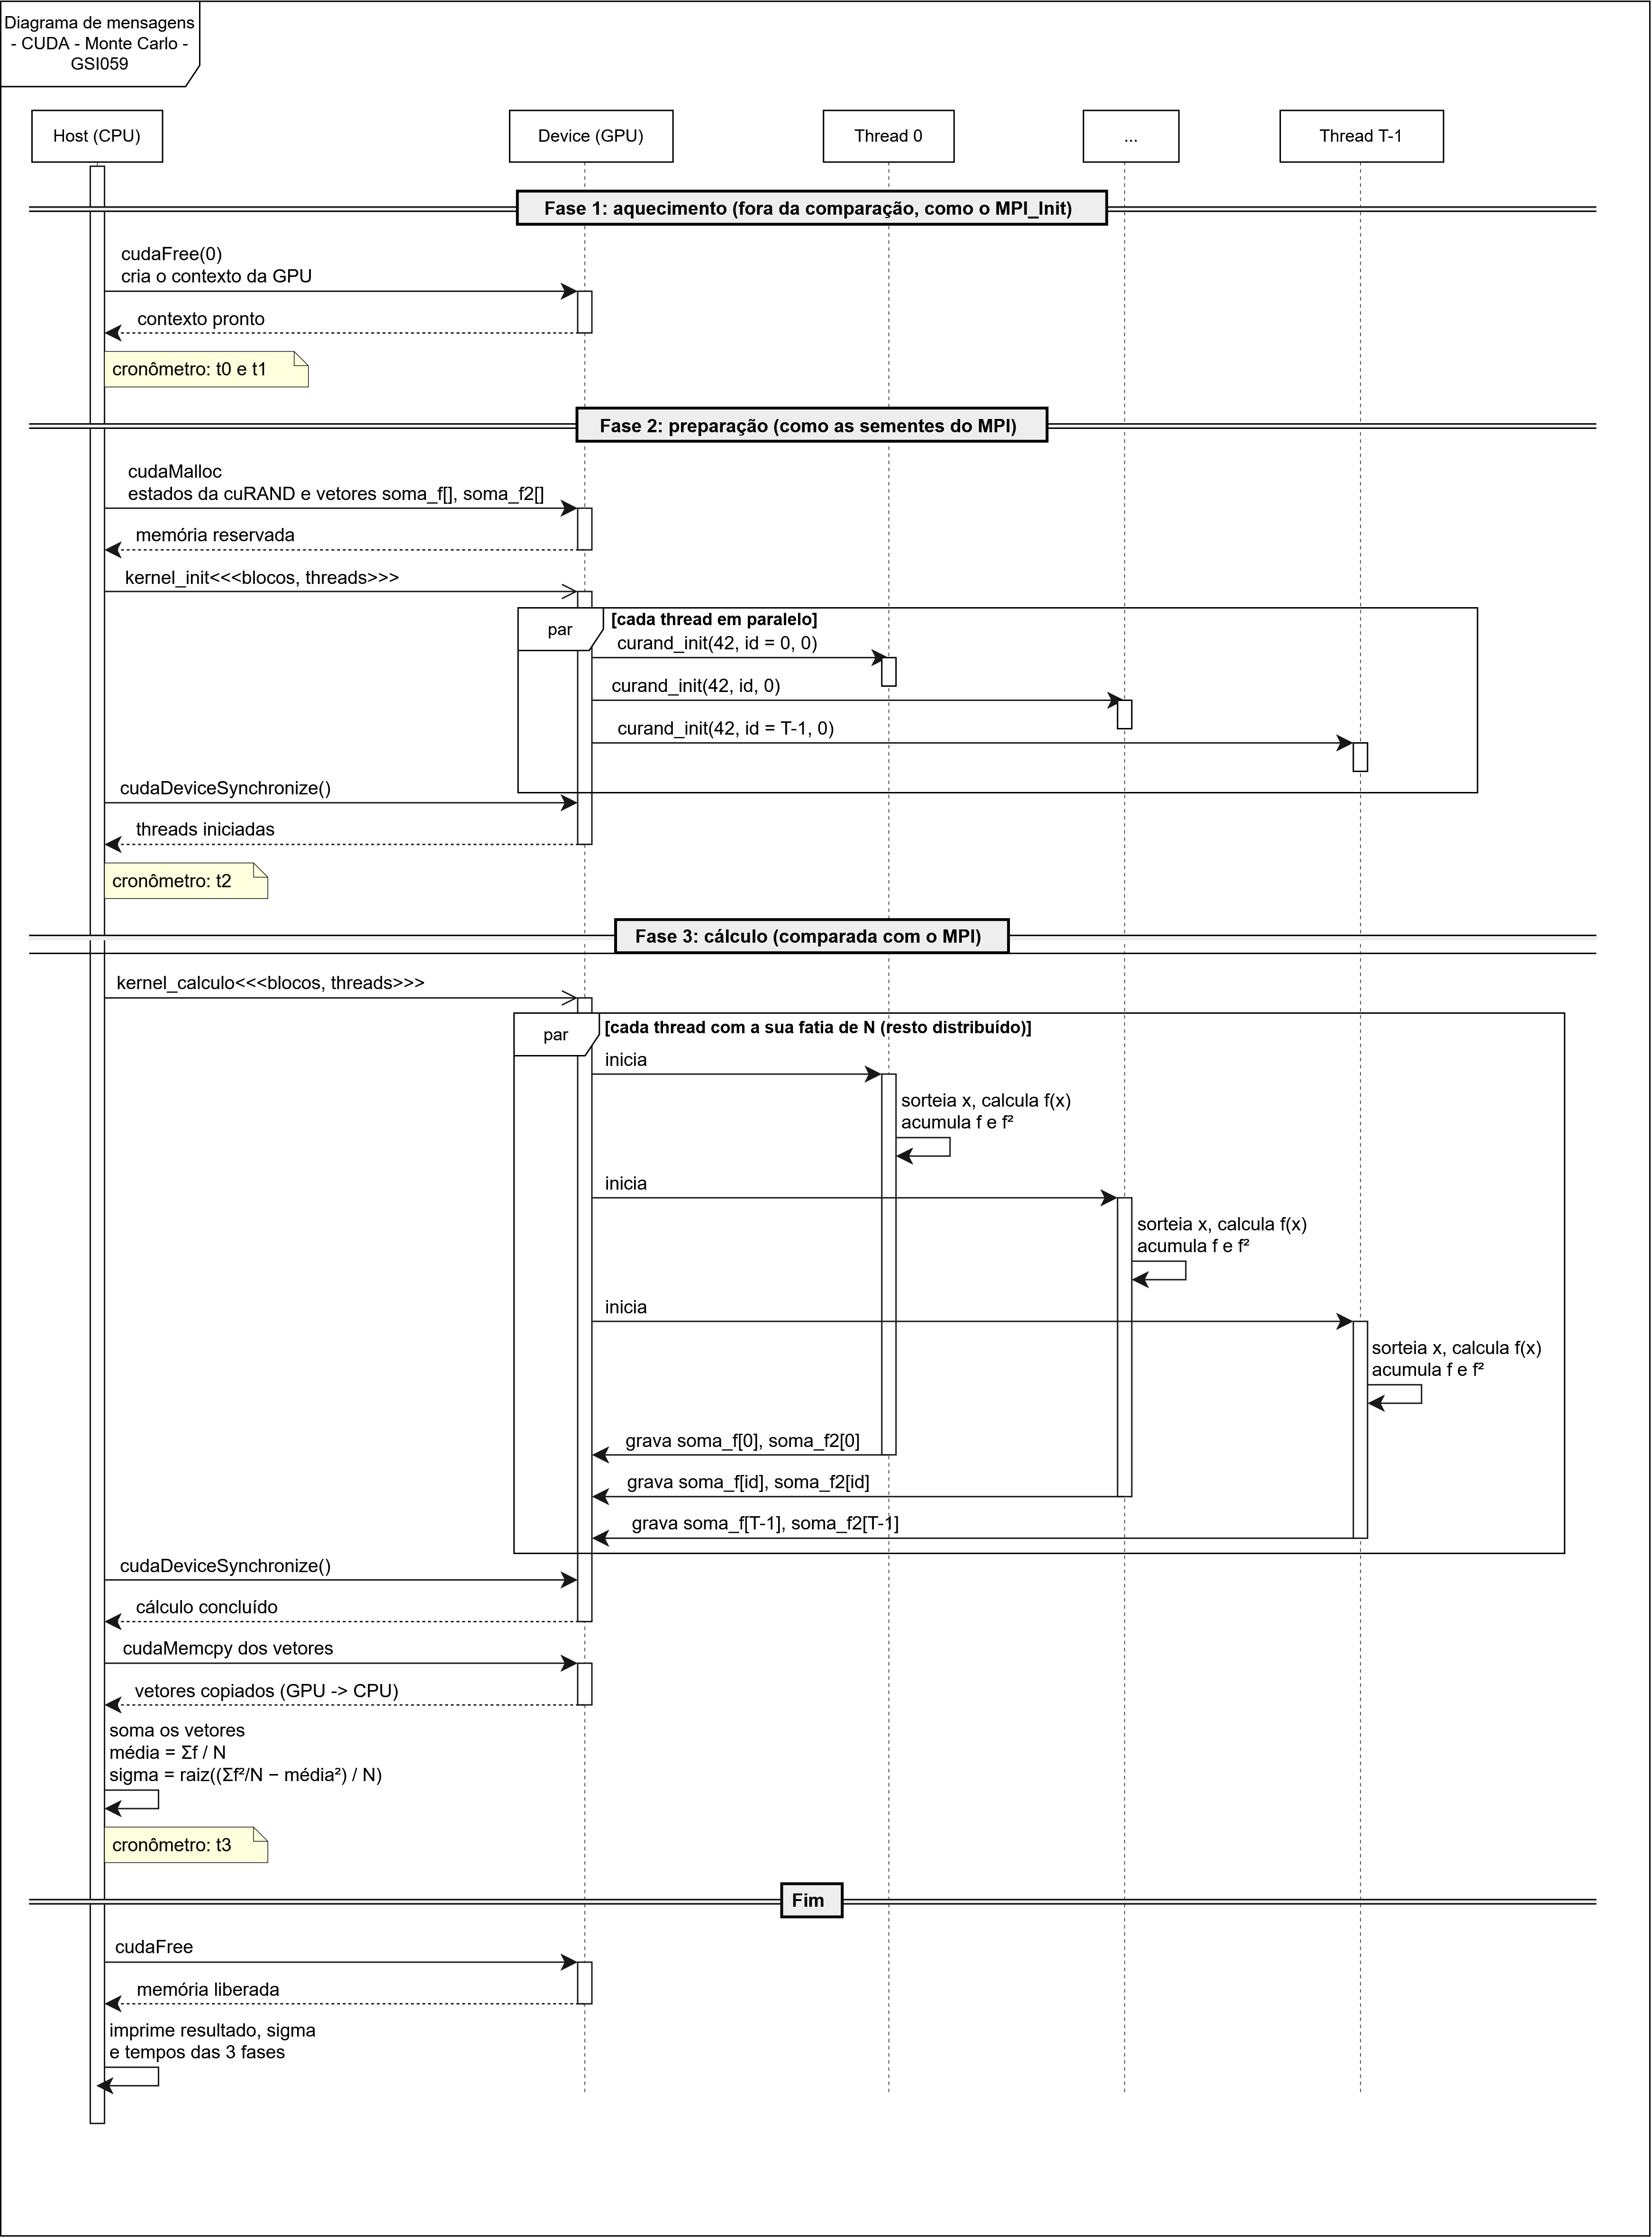 Diagrama de mensagens
- CUDA - Monte Carlo -
GSI059
Host (CPU)
Device (GPU)
Thread 0
...
Thread T-1
Fase 1: aquecimento (fora da comparação, como o MPI_Init)
cudaFree(0)
cria o contexto da GPU
contexto pronto
cronômetro: t0 e t1
Fase 2: preparação (como as sementes do MPI)
cudaMalloc
estados da cuRAND e vetores soma_f[], soma_f2[]
memória reservada
kernel_init<<<blocos, threads>>>
par
[cada thread em paralelo]
curand_init(42, id = 0, 0)
curand_init(42, id, 0)
curand_init(42, id = T-1, 0)
cudaDeviceSynchronize()
threads iniciadas
cronômetro: t2
Fase 3: cálculo (comparada com o MPI)
kernel_calculo<<<blocos, threads>>>
par
[cada thread com a sua fatia de N (resto distribuído)]
inicia
sorteia x, calcula f(x)
acumula f e f²
inicia
sorteia x, calcula f(x)
acumula f e f²
inicia
sorteia x, calcula f(x)
acumula f e f²
grava soma_f[0], soma_f2[0]
grava soma_f[id], soma_f2[id]
grava soma_f[T-1], soma_f2[T-1]
cudaDeviceSynchronize()
cálculo concluído
cudaMemcpy dos vetores
vetores copiados (GPU -> CPU)
soma os vetores
média = Σf / N
sigma = raiz((Σf²/N − média²) / N)
cronômetro: t3
Fim
cudaFree
memória liberada
imprime resultado, sigma
e tempos das 3 fases